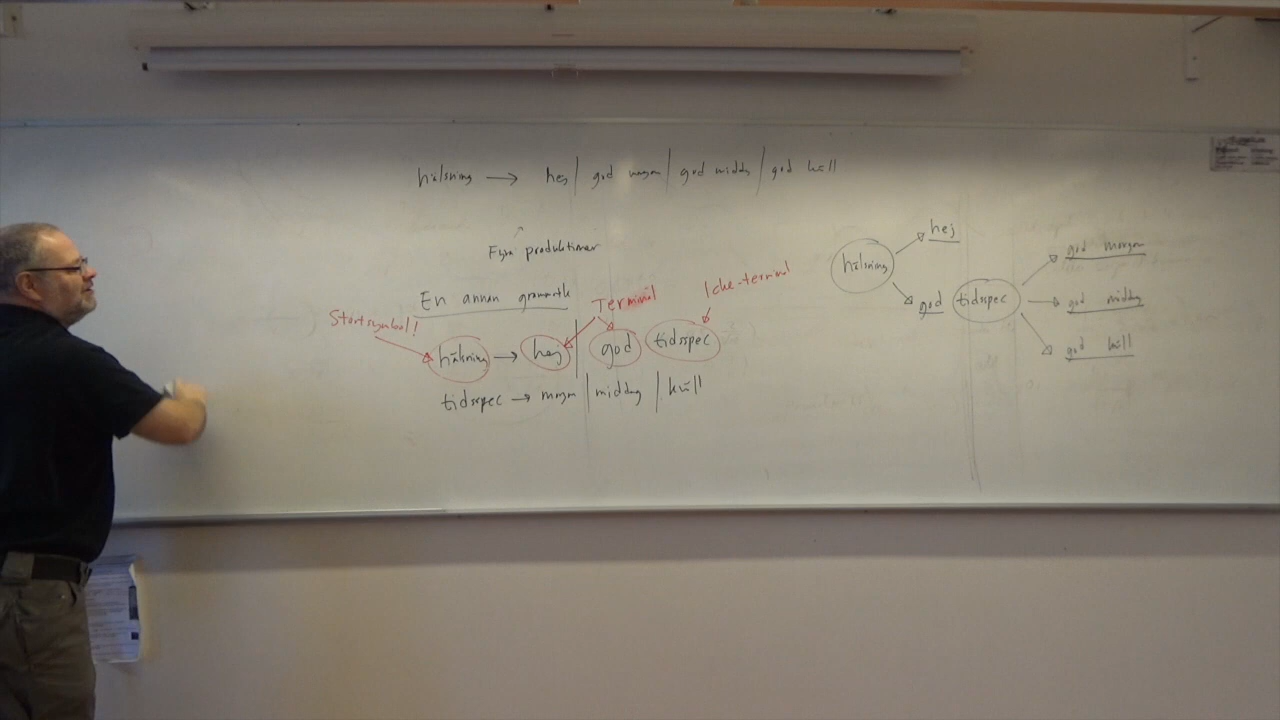 hälsning → hej | god morgon | god middag | god kväll
Fyra produktioner
En annan grammatik
Startsymbol!
Terminal
Icke-terminal
hälsning → hej | god tidsspec
tidsspec → morgon | middag | kväll
hälsning
hej
god tidsspec
god morgon
god middag
god kväll